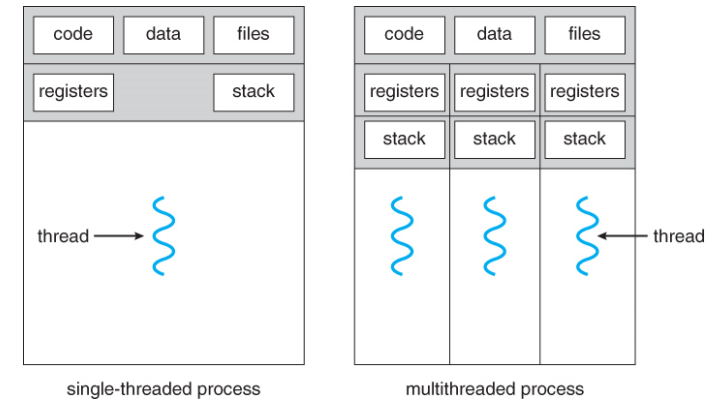 code data files
registers stack
thread
single-threaded process
code data files
registers registers registers
stack stack stack
thread
multithreaded process